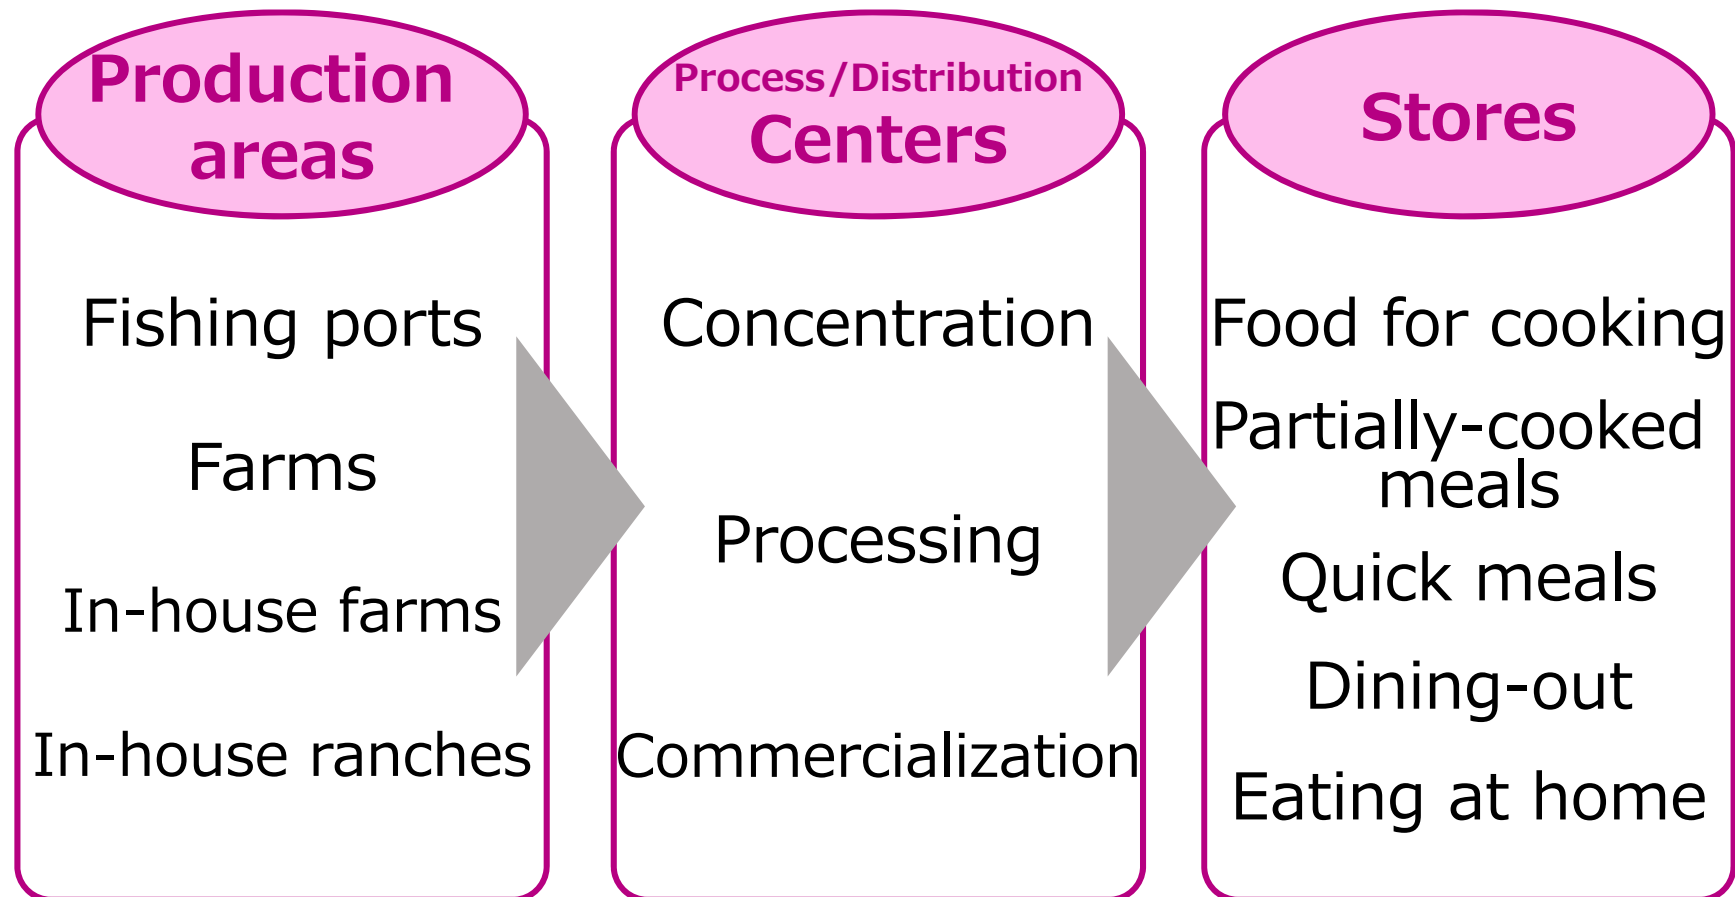 Production
areas
Fishing ports
Farms
In-house farms
In-house ranches
Process/Distribution
Centers
Concentration
Processing
Commercialization
Stores
Food for cooking
Partially-cooked
meals
Quick meals
Dining-out
Eating at home